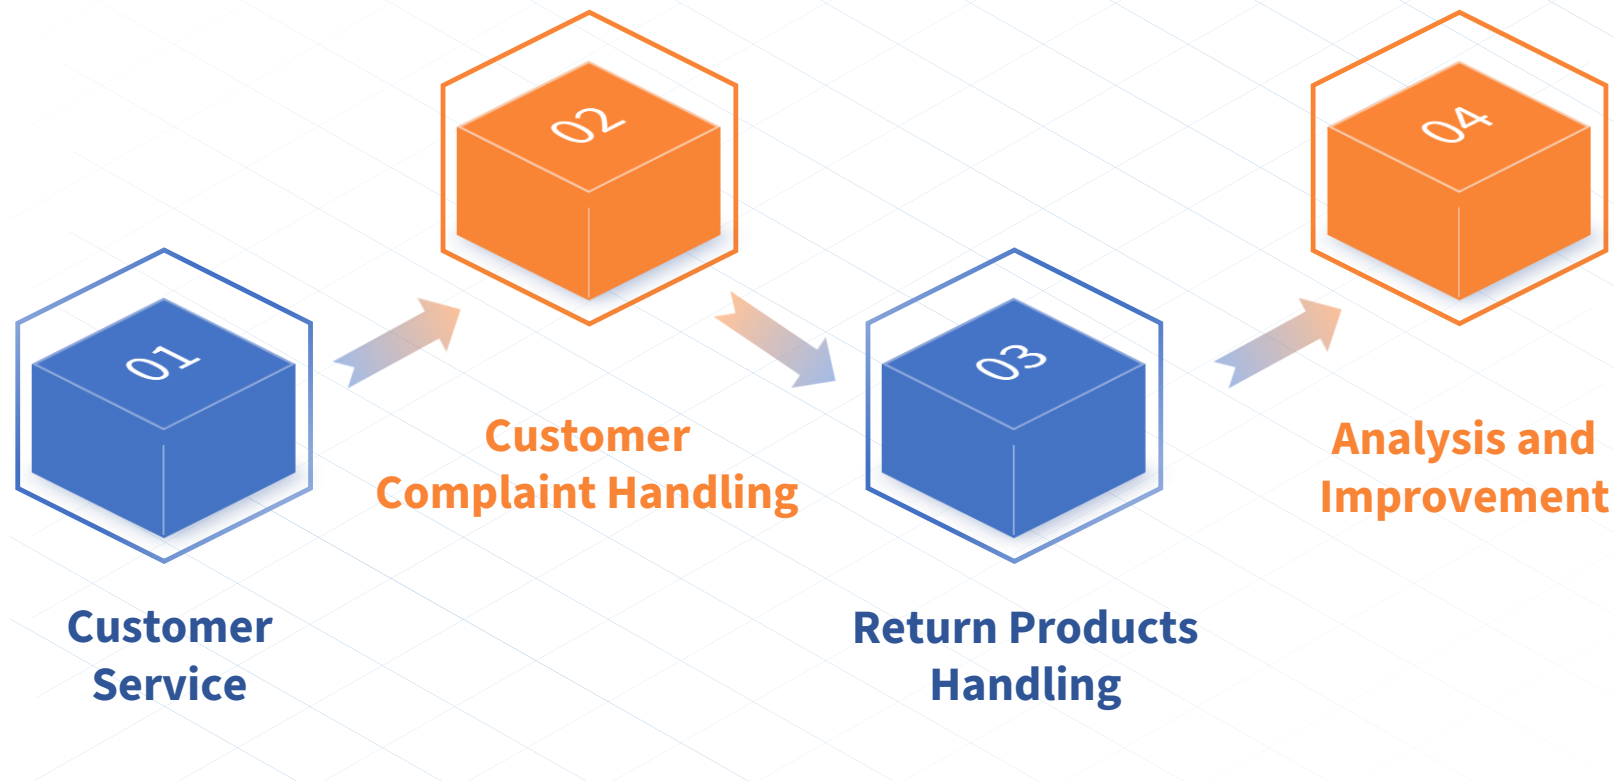 01
Customer
Service
02
Customer
Complaint Handling
03
Return Products
Handling
04
Analysis and
Improvement